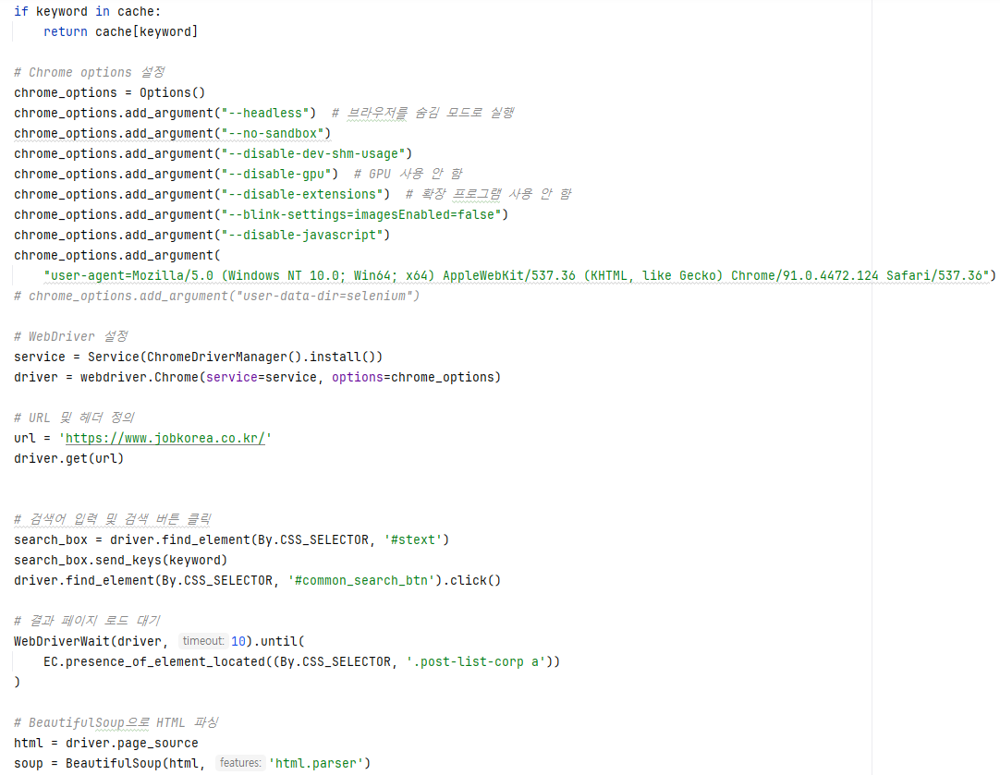 if keyword in cache:
    return cache[keyword]

# Chrome options 설정
chrome_options = Options()
chrome_options.add_argument("--headless")  # 브라우저를 숨김 모드로 실행
chrome_options.add_argument("--no-sandbox")
chrome_options.add_argument("--disable-dev-shm-usage")
chrome_options.add_argument("--disable-gpu")  # GPU 사용 안 함
chrome_options.add_argument("--disable-extensions")  # 확장 프로그램 사용 안 함
chrome_options.add_argument("--blink-settings=imagesEnabled=false")
chrome_options.add_argument("--disable-javascript")
chrome_options.add_argument(
    "user-agent=Mozilla/5.0 (Windows NT 10.0; Win64; x64) AppleWebKit/537.36 (KHTML, like Gecko) Chrome/91.0.4472.124 Safari/537.36")
# chrome_options.add_argument("user-data-dir=selenium")

# WebDriver 설정
service = Service(ChromeDriverManager().install())
driver = webdriver.Chrome(service=service, options=chrome_options)

# URL 및 헤더 정의
url = 'https://www.jobkorea.co.kr/'
driver.get(url)


# 검색어 입력 및 검색 버튼 클릭
search_box = driver.find_element(By.CSS_SELECTOR, '#stext')
search_box.send_keys(keyword)
driver.find_element(By.CSS_SELECTOR, '#common_search_btn').click()

# 결과 페이지 로드 대기
WebDriverWait(driver, timeout: 10).until(
    EC.presence_of_element_located((By.CSS_SELECTOR, '.post-list-corp a'))
)

# BeautifulSoup으로 HTML 파싱
html = driver.page_source
soup = BeautifulSoup(html, features: 'html.parser')